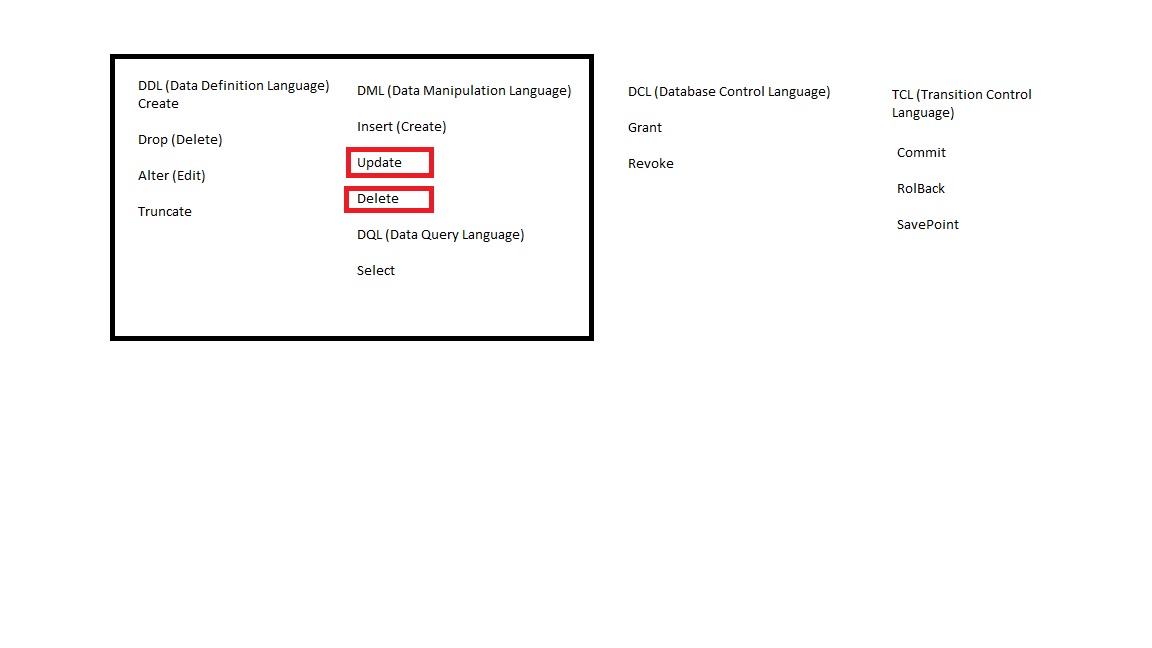 DDL (Data Definition Language)
Create
Drop (Delete)
Alter (Edit)
Truncate
DML (Data Manipulation Language)
Insert (Create)
Update
Delete
DQL (Data Query Language)
Select
DCL (Database Control Language)
Grant
Revoke
TCL (Transition Control
Language)
Commit
RolBack
SavePoint